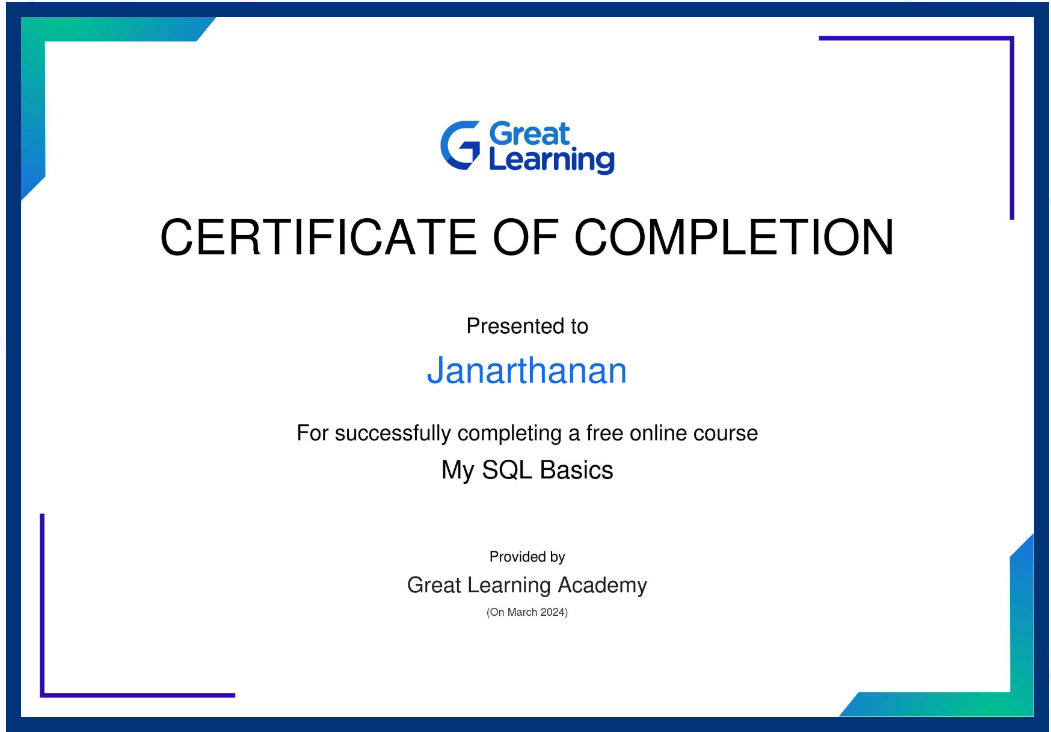 Great
Learning
CERTIFICATE OF COMPLETION
Presented to
Janarthanan
For successfully completing a free online course
My SQL Basics
Provided by
Great Learning Academy
(On March 2024)